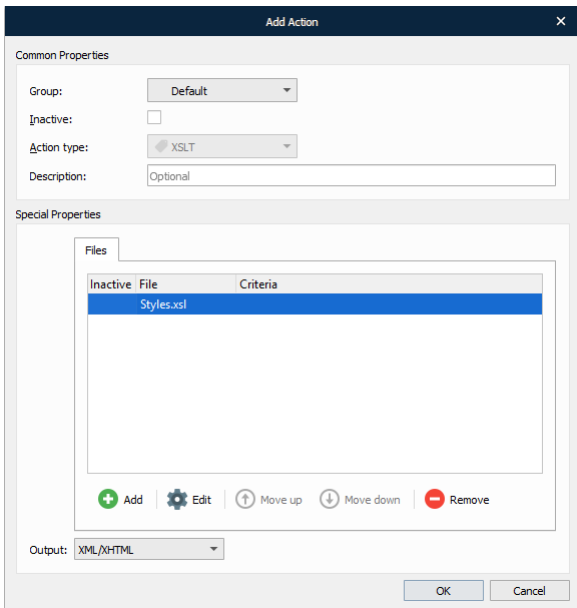 Add Action
Common Properties
Group: Default
Inactive:
Action type: XSLT
Description: Optional
Special Properties
Files
Inactive File Criteria
Styles.xsl
Add Edit Move up Move down Remove
Output: XML/XHTML
OK Cancel